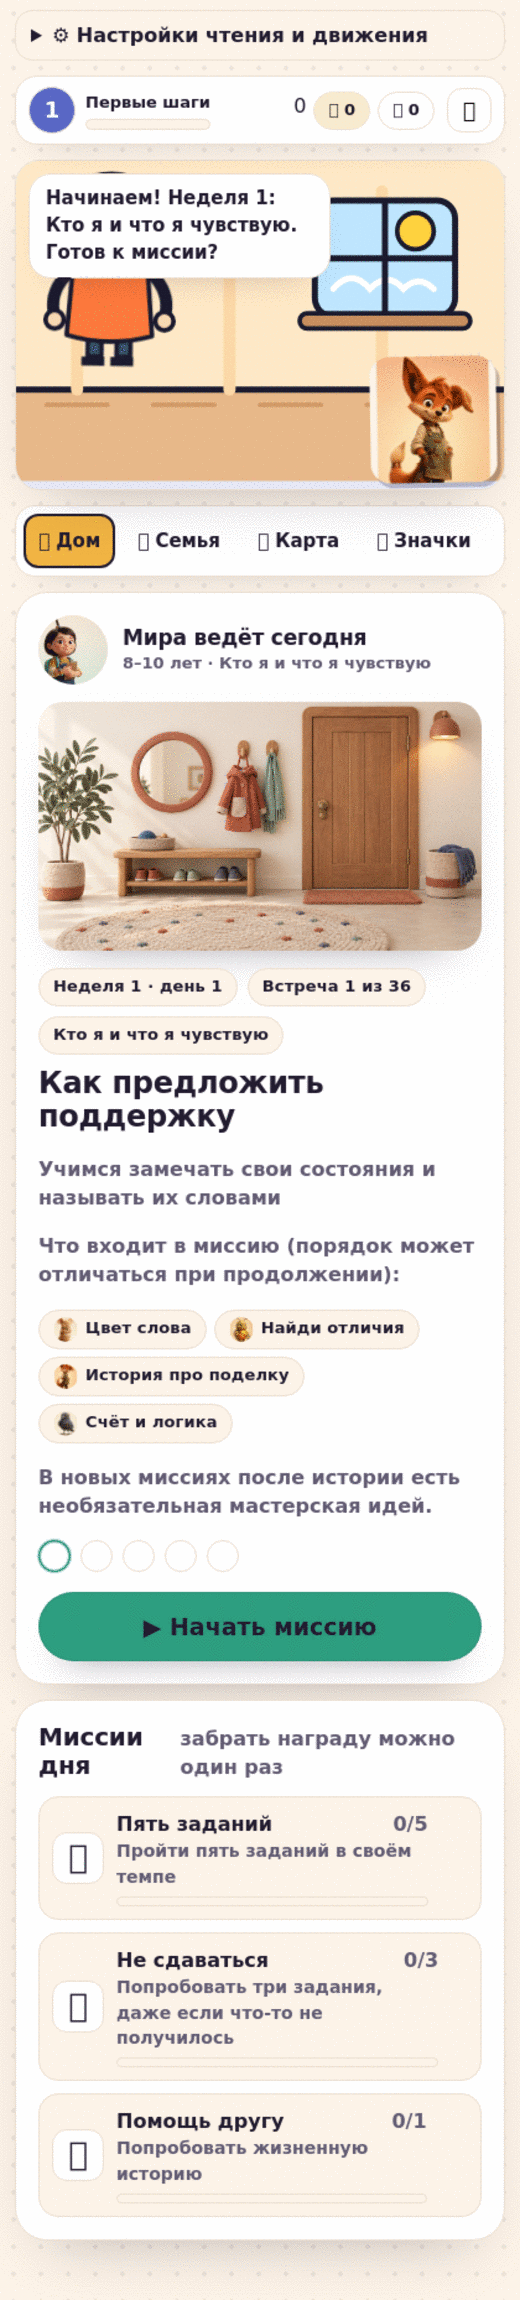 ▶ ⚙ Настройки чтения и движения
1
Первые шаги
0
0
0
Начинаем! Неделя 1:
Кто я и что я чувствую.
Готов к миссии?
Дом
Семья
Карта
Значки
Мира ведёт сегодня
8–10 лет · Кто я и что я чувствую
Неделя 1 · день 1
Встреча 1 из 36
Кто я и что я чувствую
Как предложить
поддержку
Учимся замечать свои состояния и
называть их словами
Что входит в миссию (порядок может
отличаться при продолжении):
Цвет слова
Найди отличия
История про поделку
Счёт и логика
В новых миссиях после истории есть
необязательная мастерская идей.
▶ Начать миссию
Миссии
дня
забрать награду можно
один раз
Пять заданий
0/5
Пройти пять заданий в своём
темпе
Не сдаваться
0/3
Попробовать три задания,
даже если что-то не
получилось
Помощь другу
0/1
Попробовать жизненную
историю